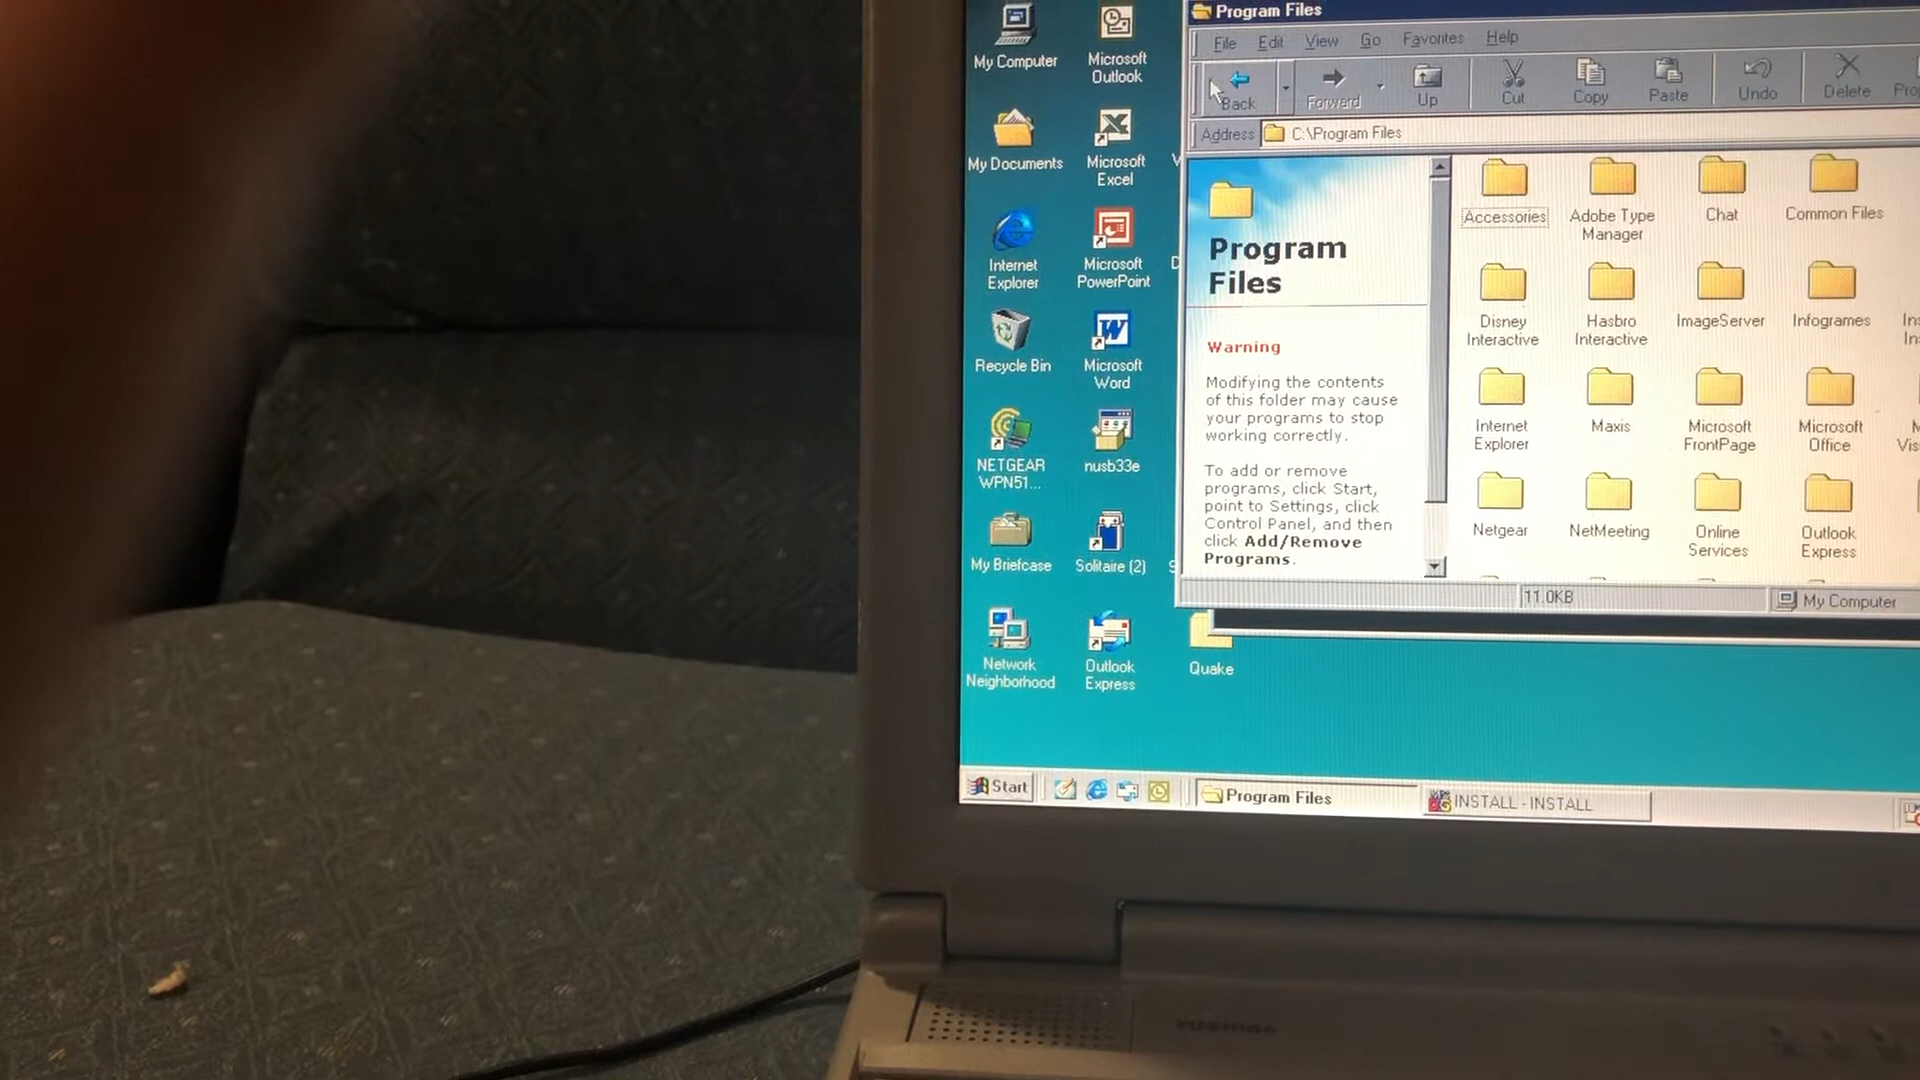 My Computer
Microsoft
Outlook
My Documents
Microsoft
Excel
Internet
Explorer
Microsoft
PowerPoint
Recycle Bin
Microsoft
Word
NETGEAR
WPN51...
nusb33e
My Briefcase
Solitaire (2)
Network
Neighborhood
Outlook
Express
Quake
Program Files
File Edit View Go Favorites Help
Back Forward Up Cut Copy Paste Undo Delete
Address C:\Program Files
Program
Files
Warning
Modifying the contents
of this folder may cause
your programs to stop
working correctly.
To add or remove
programs, click Start,
point to Settings, click
Control Panel, and then
click Add/Remove
Programs.
Accessories
Adobe Type
Manager
Chat
Common Files
Disney
Interactive
Hasbro
Interactive
ImageServer
Infogrames
Internet
Explorer
Maxis
Microsoft
FrontPage
Microsoft
Office
Netgear
NetMeeting
Online
Services
Outlook
Express
11.0KB
My Computer
Start
Program Files
INSTALL - INSTALL
TOSHIBA